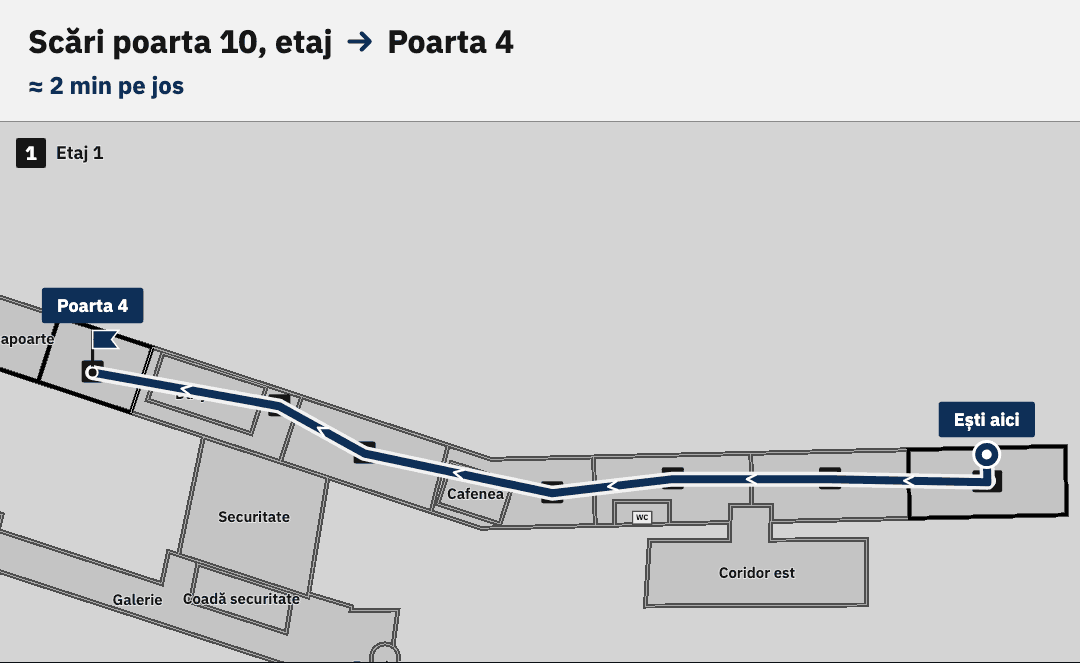 Scări poarta 10, etaj → Poarta 4
≈ 2 min pe jos
1 Etaj 1
Poarta 4
apoarte
Ești aici
Cafenea
Securitate
WC
Coridor est
Galerie
Coadă securitate